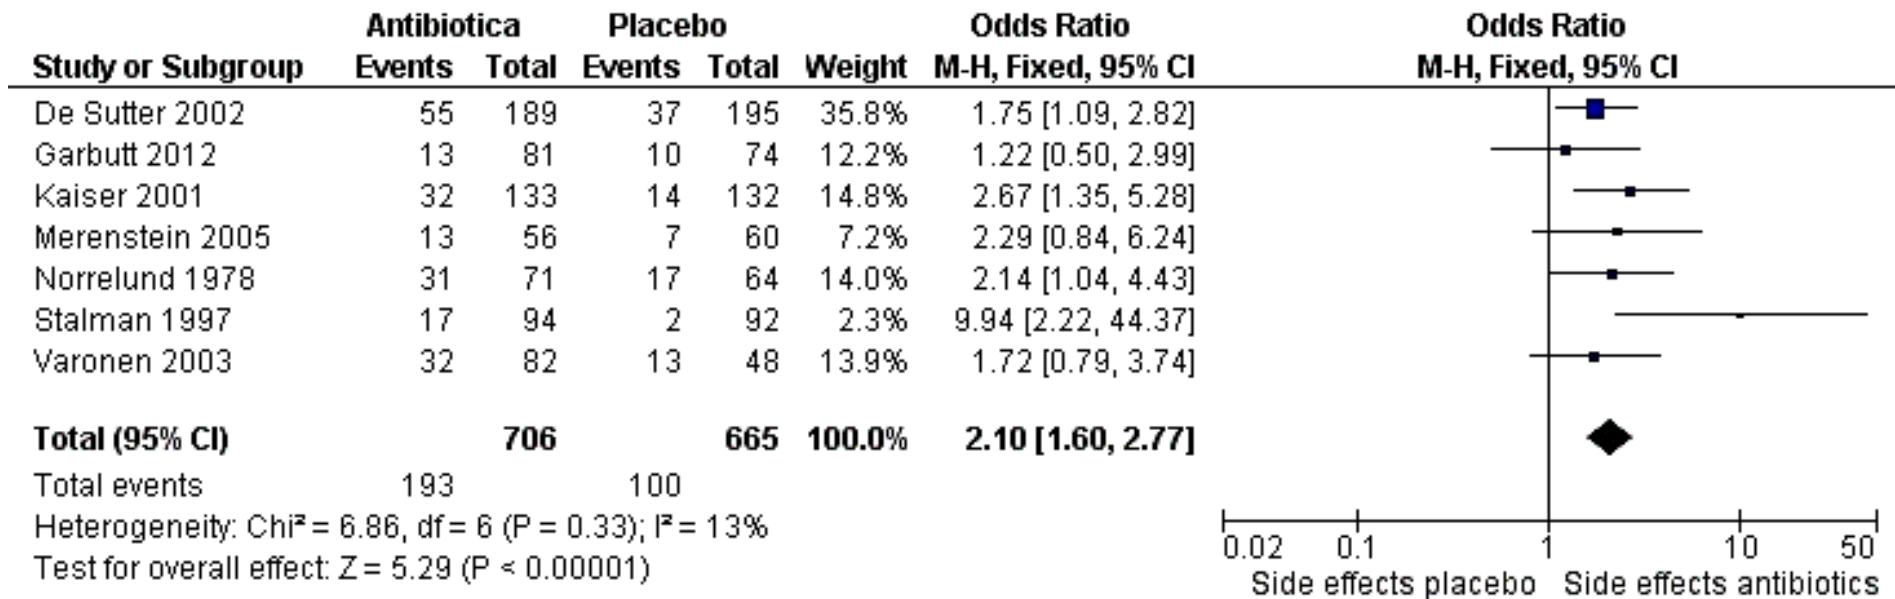 Antibiotica Placebo Odds Ratio Odds Ratio
Study or Subgroup Events Total Events Total Weight M-H, Fixed, 95% CI M-H, Fixed, 95% CI
De Sutter 2002 55 189 37 195 35.8% 1.75 [1.09, 2.82]
Garbutt 2012 13 81 10 74 12.2% 1.22 [0.50, 2.99]
Kaiser 2001 32 133 14 132 14.8% 2.67 [1.35, 5.28]
Merenstein 2005 13 56 7 60 7.2% 2.29 [0.84, 6.24]
Norrelund 1978 31 71 17 64 14.0% 2.14 [1.04, 4.43]
Stalman 1997 17 94 2 92 2.3% 9.94 [2.22, 44.37]
Varonen 2003 32 82 13 48 13.9% 1.72 [0.79, 3.74]
Total (95% CI) 706 665 100.0% 2.10 [1.60, 2.77]
Total events 193 100
Heterogeneity: Chi² = 6.86, df = 6 (P = 0.33); I² = 13%
Test for overall effect: Z = 5.29 (P < 0.00001)
0.02 0.1 1 10 50
Side effects placebo Side effects antibiotics